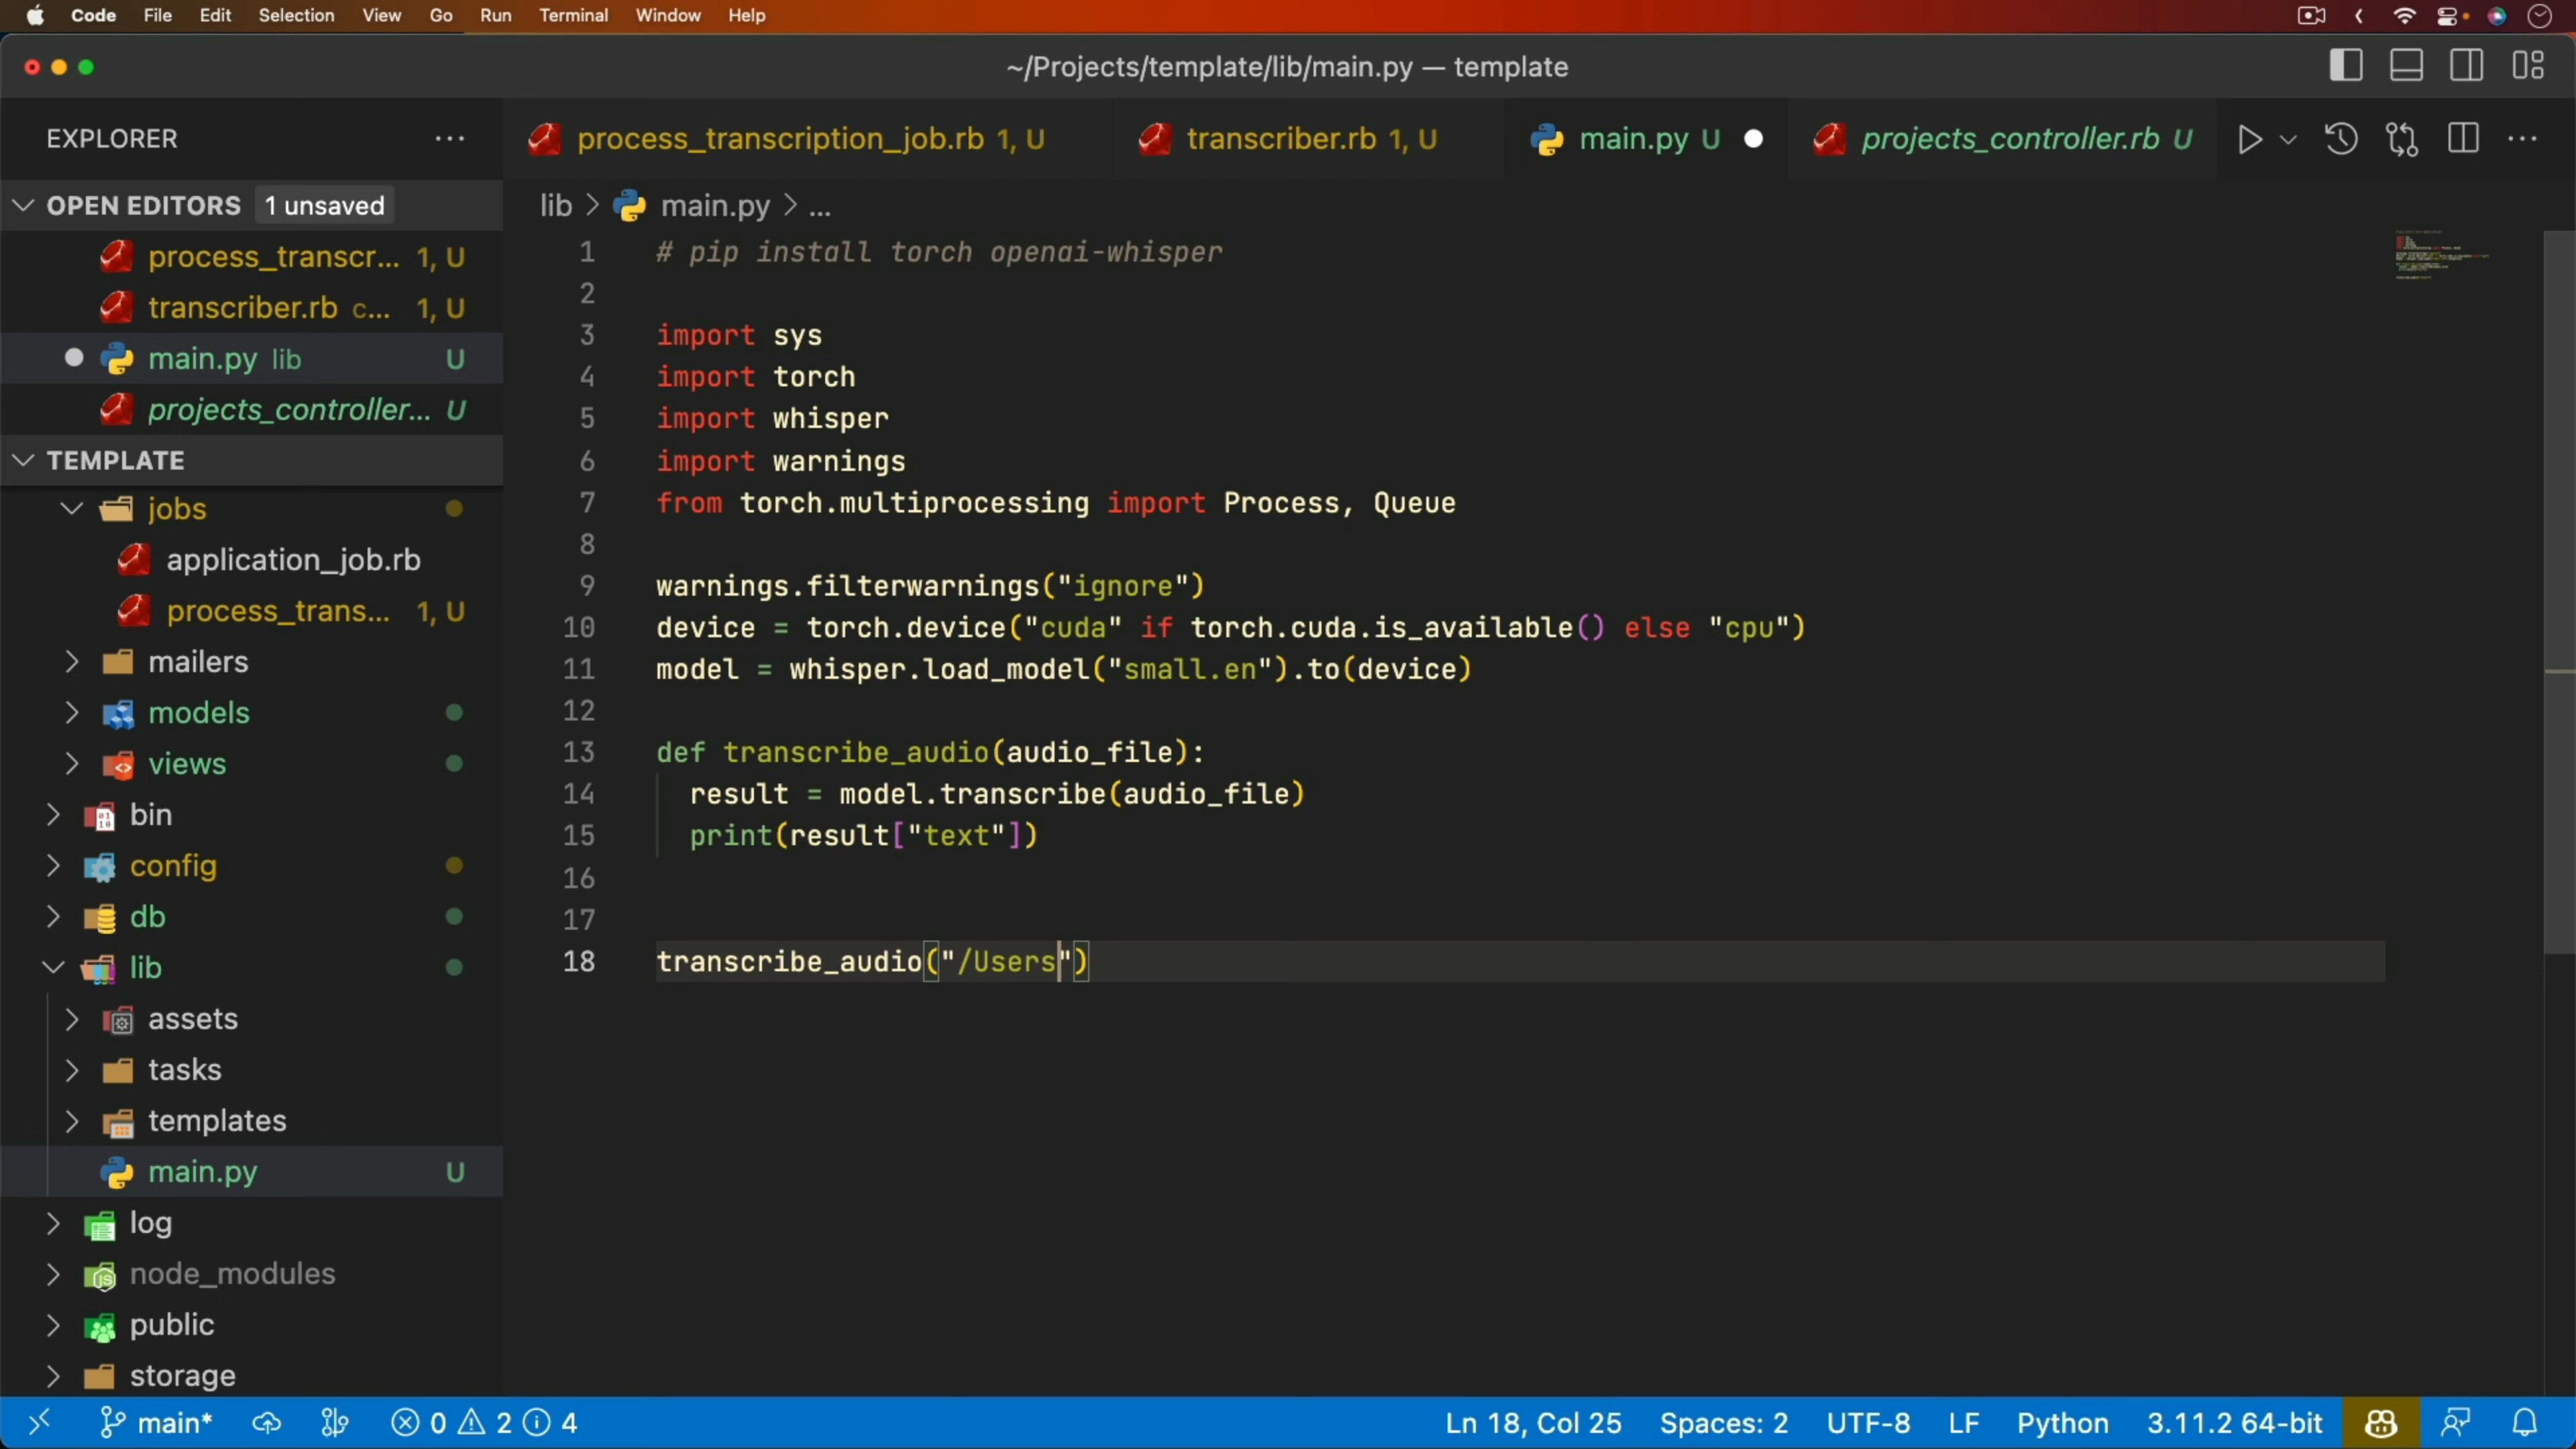 Code File Edit Selection View Go Run Terminal Window Help
~/Projects/template/lib/main.py — template
EXPLORER
process_transcription_job.rb 1, U
transcriber.rb 1, U
main.py U
projects_controller.rb U
OPEN EDITORS 1 unsaved
process_transcr... 1, U
transcriber.rb c... 1, U
main.py lib U
projects_controller... U
TEMPLATE
jobs
application_job.rb
process_trans... 1, U
mailers
models
views
bin
config
db
lib
assets
tasks
templates
main.py U
log
node_modules
public
storage
lib > main.py > ...
1 # pip install torch openai-whisper
2
3 import sys
4 import torch
5 import whisper
6 import warnings
7 from torch.multiprocessing import Process, Queue
8
9 warnings.filterwarnings("ignore")
10 device = torch.device("cuda" if torch.cuda.is_available() else "cpu")
11 model = whisper.load_model("small.en").to(device)
12
13 def transcribe_audio(audio_file):
14 result = model.transcribe(audio_file)
15 print(result["text"])
16
17
18 transcribe_audio("/Users")
main* 0 2 4 Ln 18, Col 25 Spaces: 2 UTF-8 LF Python 3.11.2 64-bit